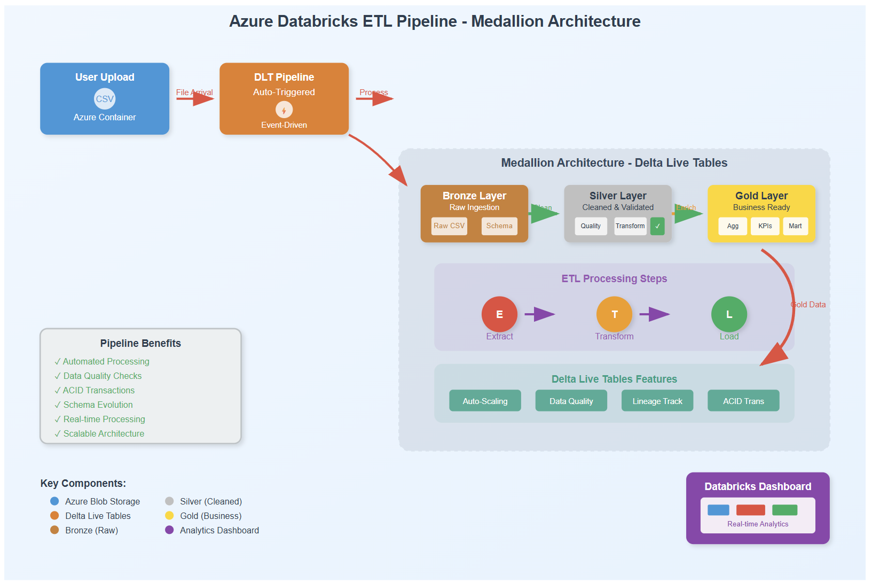 Azure Databricks ETL Pipeline - Medallion Architecture
User Upload
CSV
Azure Container
File Arrival
DLT Pipeline
Auto-Triggered
Event-Driven
Process
Medallion Architecture - Delta Live Tables
Bronze Layer
Raw Ingestion
Raw CSV
Schema
Silver Layer
Cleaned & Validated
Quality
Transform
✓
Gold Layer
Business Ready
Agg
KPIs
Mart
ETL Processing Steps
E
Extract
T
Transform
L
Load
Gold Data
Delta Live Tables Features
Auto-Scaling
Data Quality
Lineage Track
ACID Trans
Pipeline Benefits
✓ Automated Processing
✓ Data Quality Checks
✓ ACID Transactions
✓ Schema Evolution
✓ Real-time Processing
✓ Scalable Architecture
Key Components:
Azure Blob Storage
Delta Live Tables
Bronze (Raw)
Silver (Cleaned)
Gold (Business)
Analytics Dashboard
Databricks Dashboard
Real-time Analytics